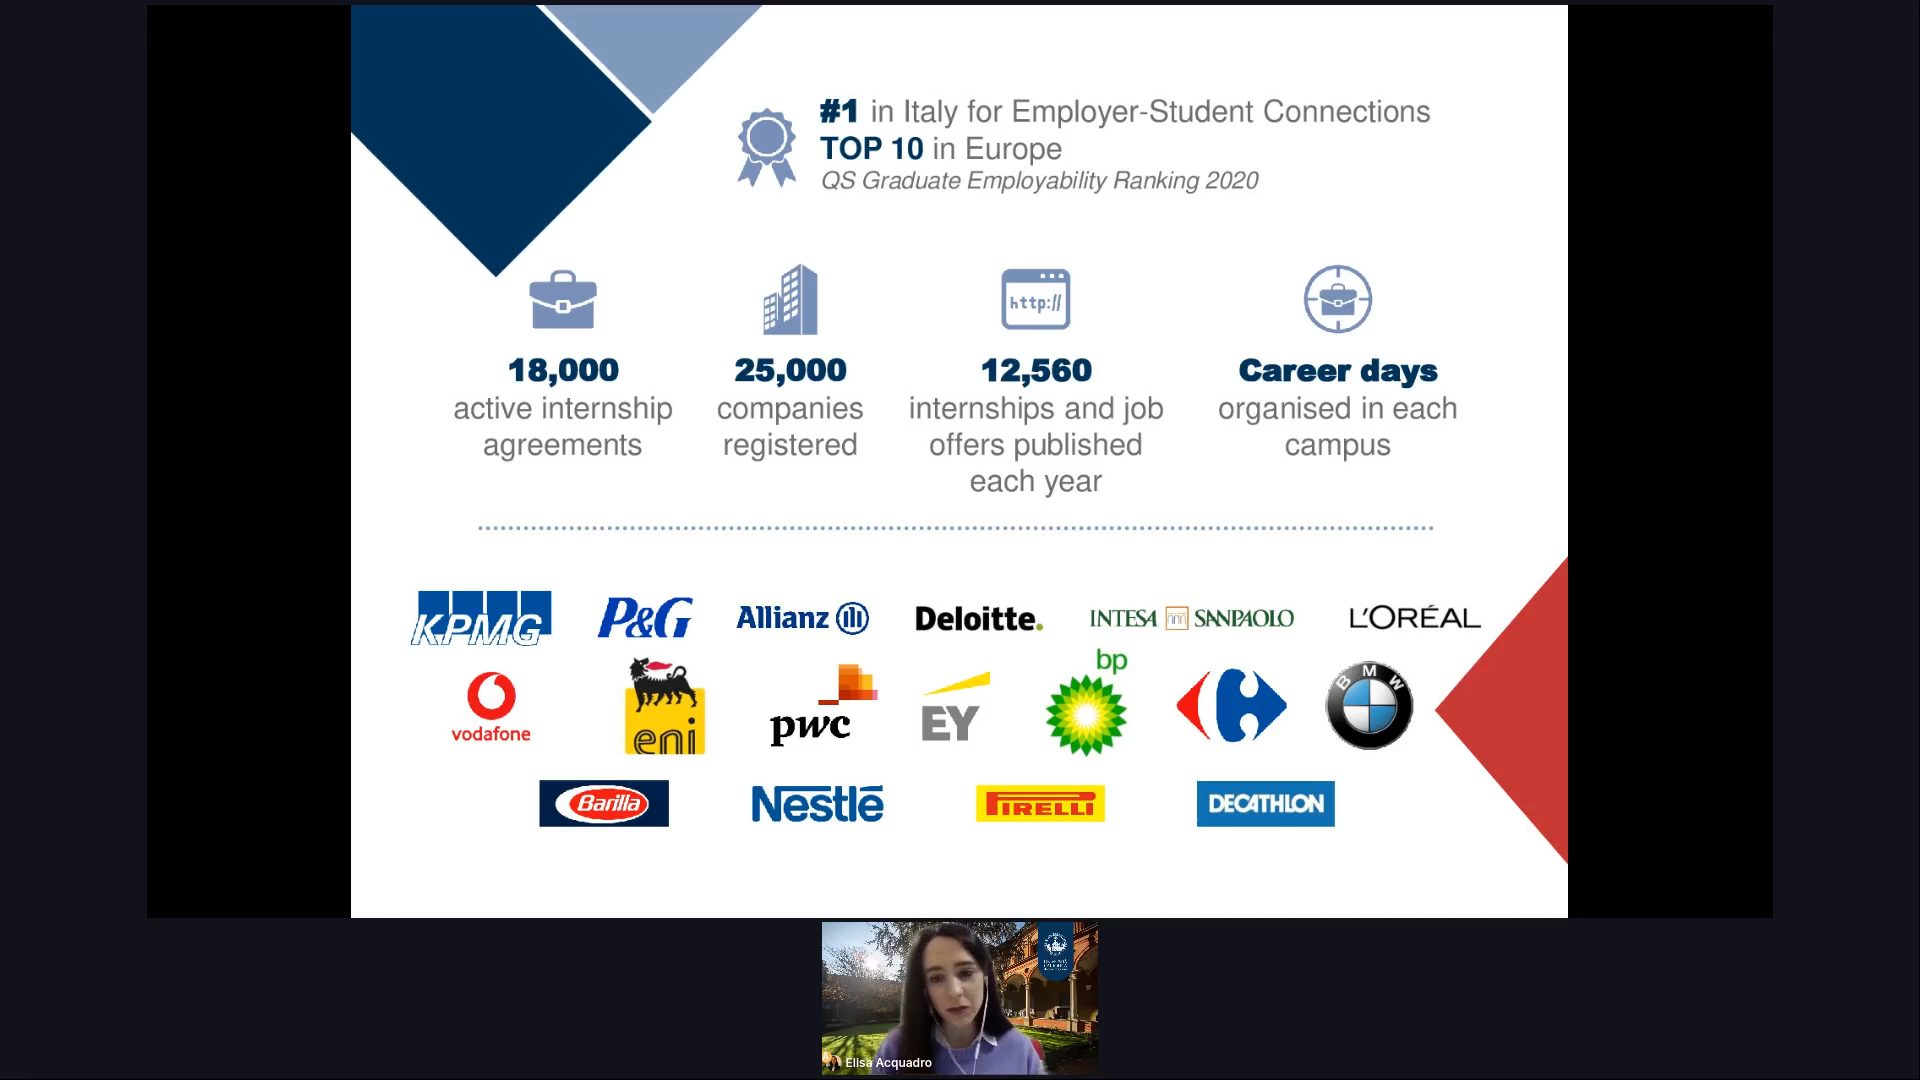 #1 in Italy for Employer-Student Connections
TOP 10 in Europe
QS Graduate Employability Ranking 2020
http://
18,000
active internship
agreements
25,000
companies
registered
12,560
internships and job
offers published
each year
Career days
organised in each
campus
KPMG
P&G
Allianz
Deloitte.
INTESA SANPAOLO
L'ORÉAL
vodafone
eni
pwc
EY
bp
BMW
Barilla
Nestlé
PIRELLI
DECATHLON
Elisa Acquadro